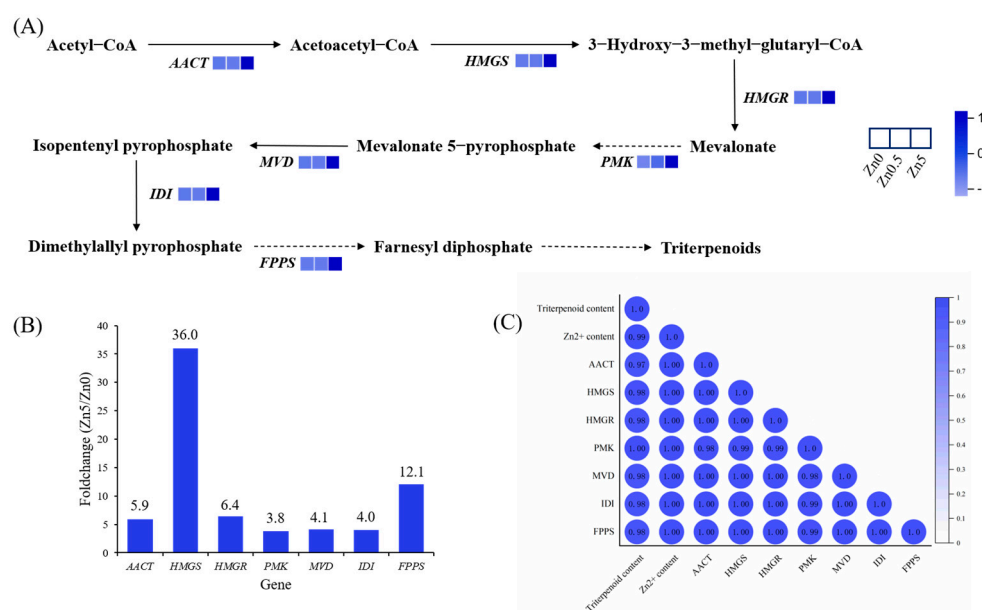 (A)
Acetyl−CoA
Acetoacetyl−CoA
3−Hydroxy−3−methyl−glutaryl−CoA
AACT
HMGS
HMGR
Isopentenyl pyrophosphate
Mevalonate 5−pyrophosphate
Mevalonate
MVD
PMK
IDI
Dimethylallyl pyrophosphate
Farnesyl diphosphate
Triterpenoids
FPPS
Zn0
Zn0.5
Zn5
1
0
(B)
Foldchange (Zn5/Zn0)
40
35
30
25
20
15
10
5
0
5.9
36.0
6.4
3.8
4.1
4.0
12.1
AACT HMGS HMGR PMK MVD IDI FPPS
Gene
(C)
Triterpenoid content 1.0
Zn2+ content 0.99 1.0
AACT 0.97 1.00 1.0
HMGS 0.98 1.00 1.00 1.0
HMGR 0.98 1.00 1.00 1.00 1.0
PMK 1.00 1.00 0.98 0.99 0.99 1.0
MVD 0.98 1.00 1.00 1.00 1.00 0.98 1.0
IDI 0.98 1.00 1.00 1.00 1.00 0.99 1.00 1.0
FPPS 0.98 1.00 1.00 1.00 1.00 0.99 1.00 1.00 1.0
Triterpenoid content
Zn2+ content
AACT
HMGS
HMGR
PMK
MVD
IDI
FPPS
1
0.9
0.8
0.7
0.6
0.5
0.4
0.3
0.2
0.1
0